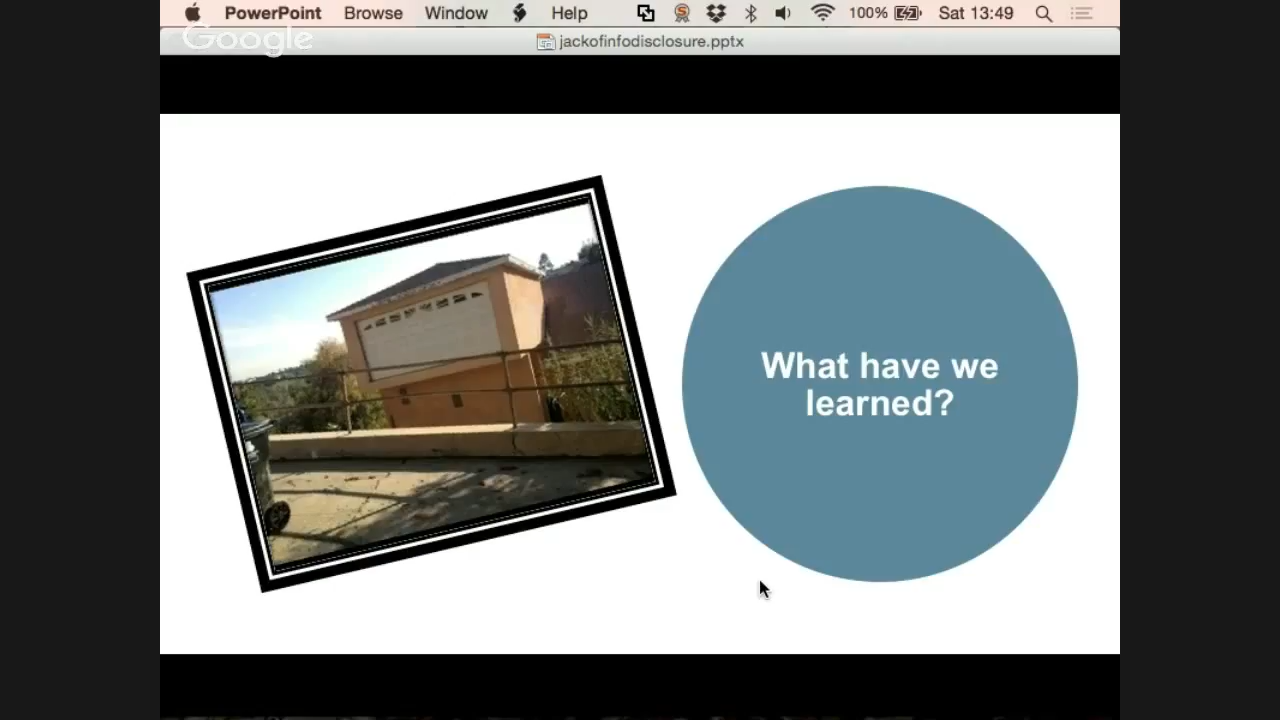 PowerPoint Browse Window Help 100% Sat 13:49
Google
jackofinfodisclosure.pptx
What have we
learned?